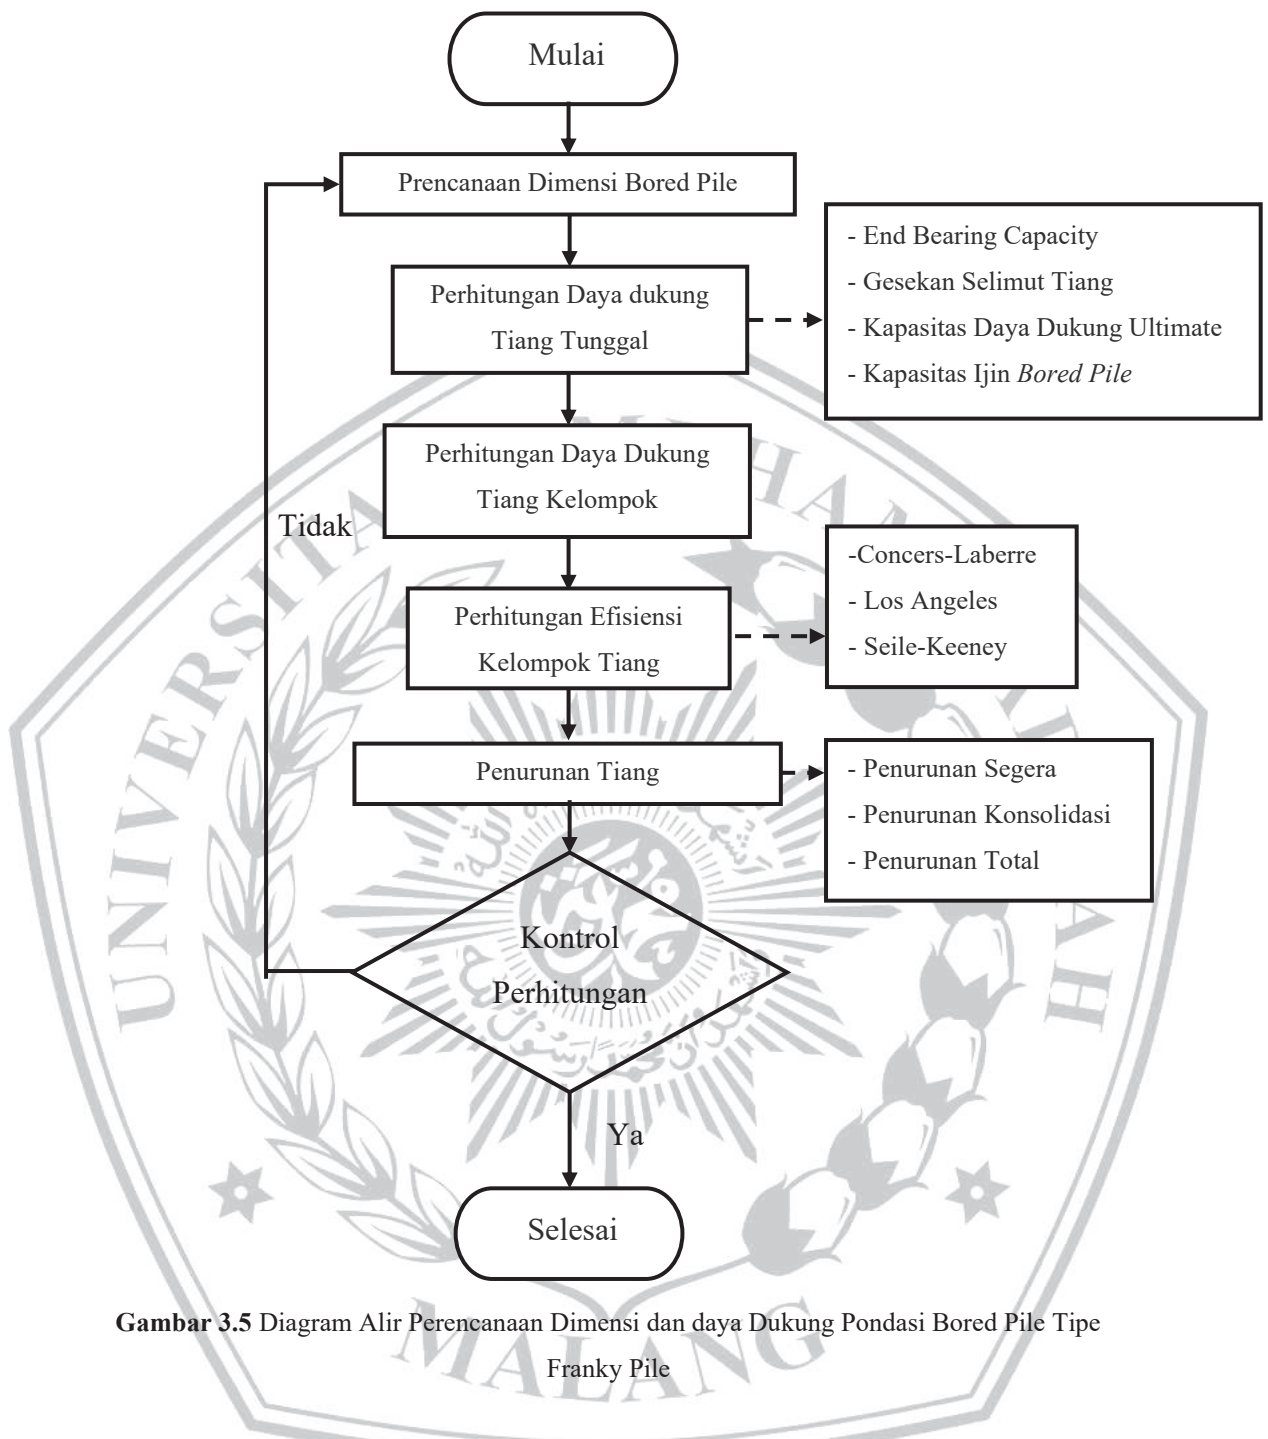 Mulai
Prencanaan Dimensi Bored Pile
Perhitungan Daya dukung
Tiang Tunggal
- End Bearing Capacity
- Gesekan Selimut Tiang
- Kapasitas Daya Dukung Ultimate
- Kapasitas Ijin Bored Pile
Perhitungan Daya Dukung
Tiang Kelompok
Tidak
Perhitungan Efisiensi
Kelompok Tiang
-Concers-Laberre
- Los Angeles
- Seile-Keeney
Penurunan Tiang
- Penurunan Segera
- Penurunan Konsolidasi
- Penurunan Total
Kontrol
Perhitungan
Ya
Selesai
Gambar 3.5 Diagram Alir Perencanaan Dimensi dan daya Dukung Pondasi Bored Pile Tipe
Franky Pile
MALANG